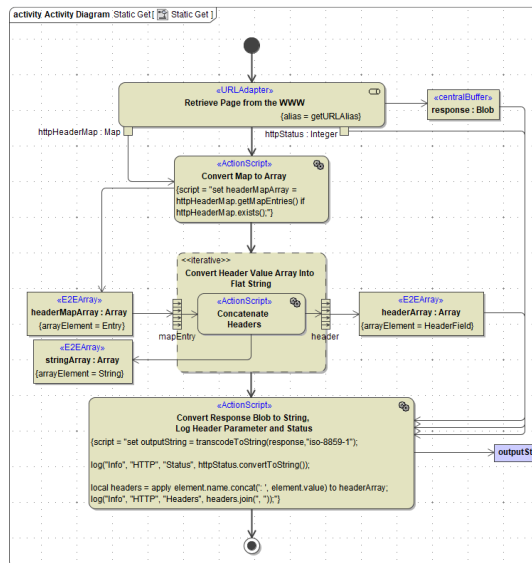 activity Activity Diagram Static Get [ Static Get ]
«URLAdapter»
Retrieve Page from the WWW
{alias = getURLAlias}
«centralBuffer»
response : Blob
httpHeaderMap : Map
httpStatus : Integer
«ActionScript»
Convert Map to Array
{script = "set headerMapArray =
httpHeaderMap.getMapEntries() if
httpHeaderMap.exists();"}
<<iterative>>
Convert Header Value Array Into
Flat String
«E2EArray»
headerMapArray : Array
{arrayElement = Entry}
«ActionScript»
Concatenate
Headers
«E2EArray»
headerArray : Array
{arrayElement = HeaderField}
mapEntry
header
«E2EArray»
stringArray : Array
{arrayElement = String}
«ActionScript»
Convert Response Blob to String,
Log Header Parameter and Status
{script = "set outputString = transcodeToString(response,"iso-8859-1");
log("Info", "HTTP", "Status", httpStatus.convertToString());
local headers = apply element.name.concat(': ', element.value) to headerArray;
log("Info", "HTTP", "Headers", headers.join(", "));"}
outputSt